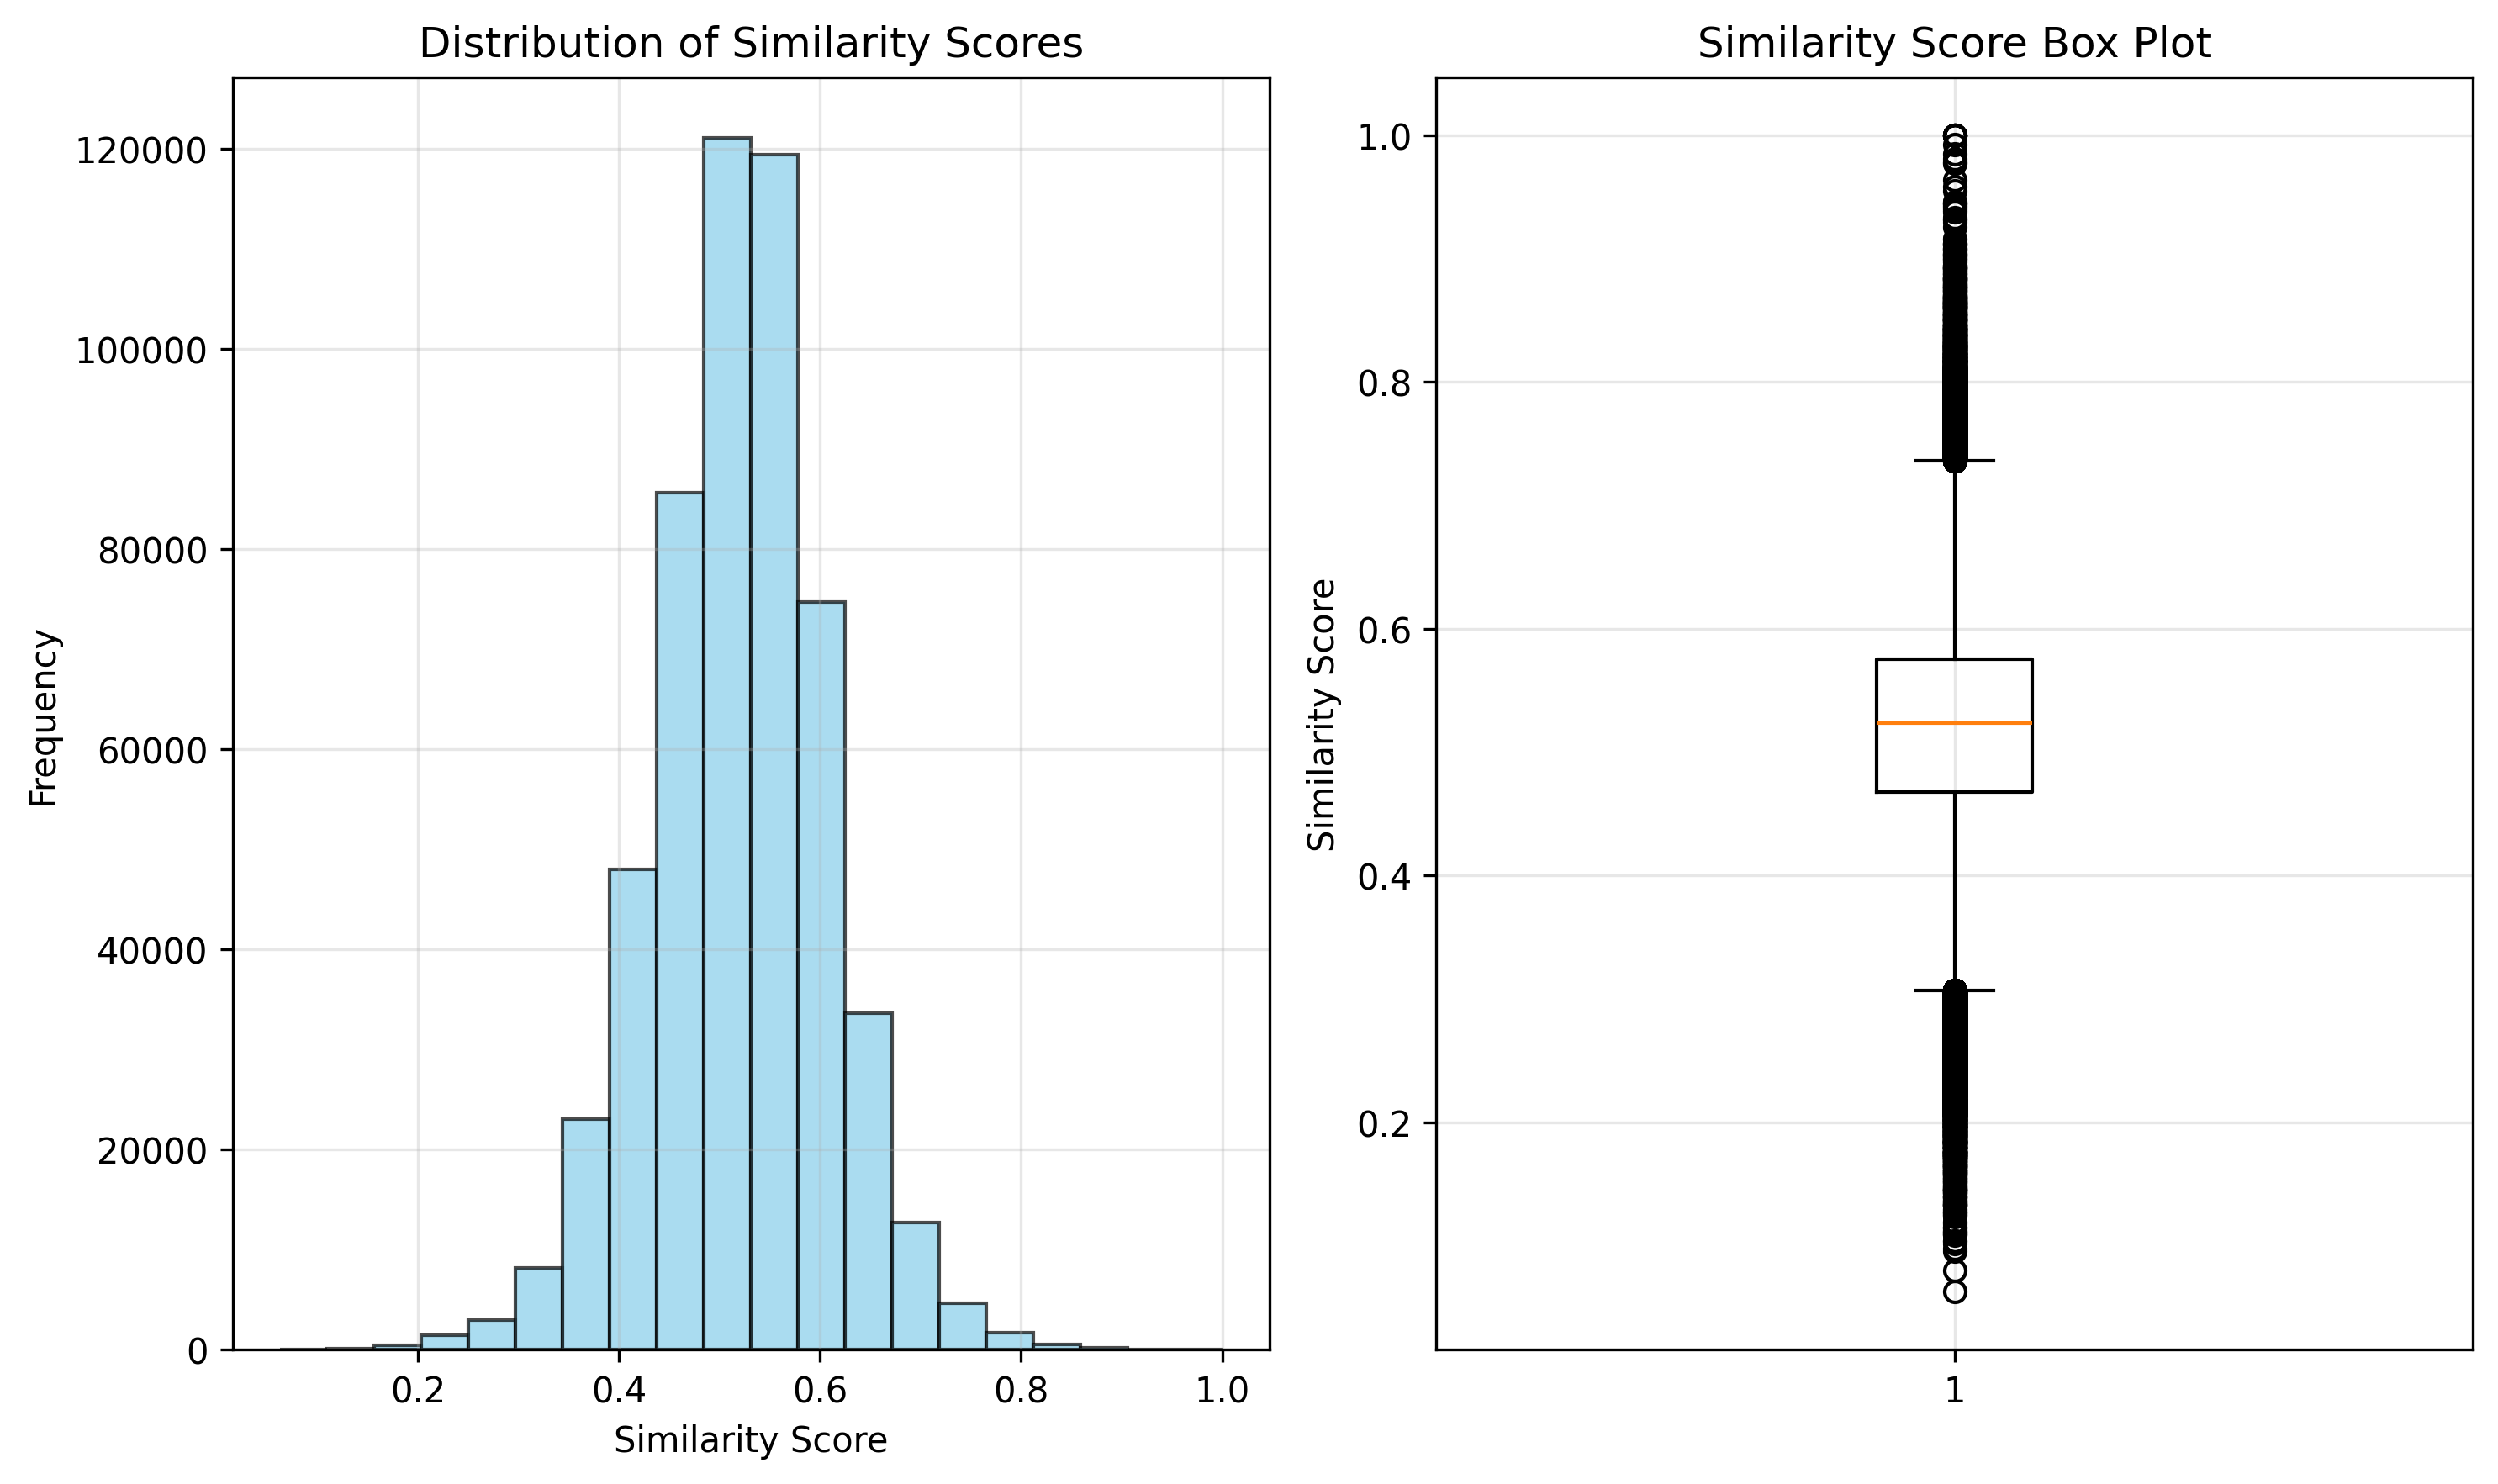 Distribution of Similarity Scores
120000
100000
80000
60000
40000
20000
0
Frequency
0.2 0.4 0.6 0.8 1.0
Similarity Score
Similarity Score Box Plot
1.0
0.8
0.6
0.4
0.2
Similarity Score
1